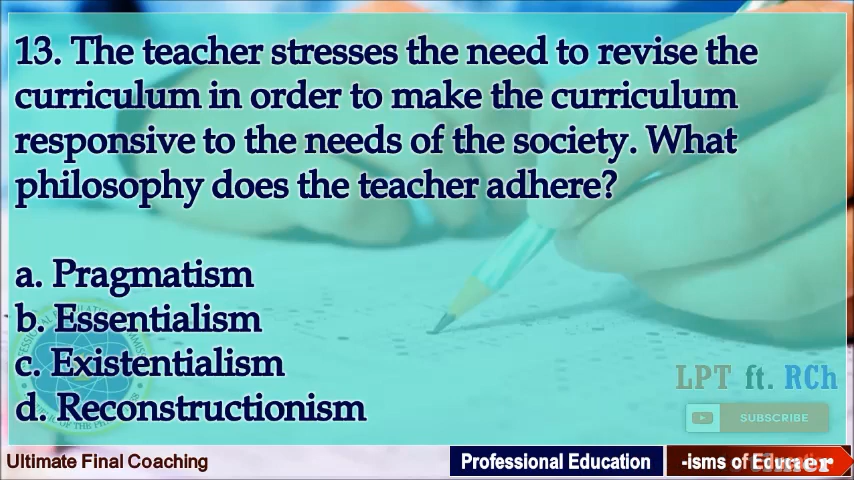 13. The teacher stresses the need to revise the
curriculum in order to make the curriculum
responsive to the needs of the society. What
philosophy does the teacher adhere?
a. Pragmatism
b. Essentialism
c. Existentialism
d. Reconstructionism
LPT ft. RCh
SUBSCRIBE
Ultimate Final Coaching
Professional Education
-isms of